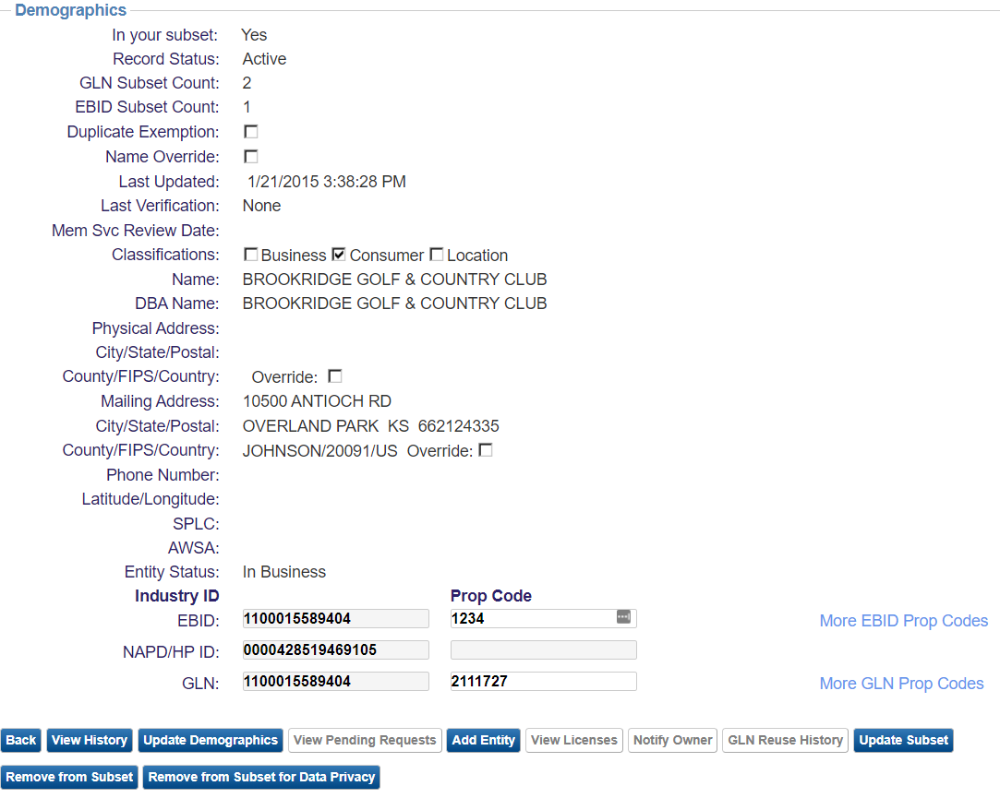 Demographics
In your subset: Yes
Record Status: Active
GLN Subset Count: 2
EBID Subset Count: 1
Duplicate Exemption:
Name Override:
Last Updated: 1/21/2015 3:38:28 PM
Last Verification: None
Mem Svc Review Date:
Classifications: Business Consumer Location
Name: BROOKRIDGE GOLF & COUNTRY CLUB
DBA Name: BROOKRIDGE GOLF & COUNTRY CLUB
Physical Address:
City/State/Postal:
County/FIPS/Country: Override:
Mailing Address: 10500 ANTIOCH RD
City/State/Postal: OVERLAND PARK KS 662124335
County/FIPS/Country: JOHNSON/20091/US Override:
Phone Number:
Latitude/Longitude:
SPLC:
AWSA:
Entity Status: In Business
Industry ID Prop Code
EBID: 1100015589404 1234 More EBID Prop Codes
NAPD/HP ID: 0000428519469105
GLN: 1100015589404 2111727 More GLN Prop Codes
Back View History Update Demographics View Pending Requests Add Entity View Licenses Notify Owner GLN Reuse History Update Subset
Remove from Subset Remove from Subset for Data Privacy